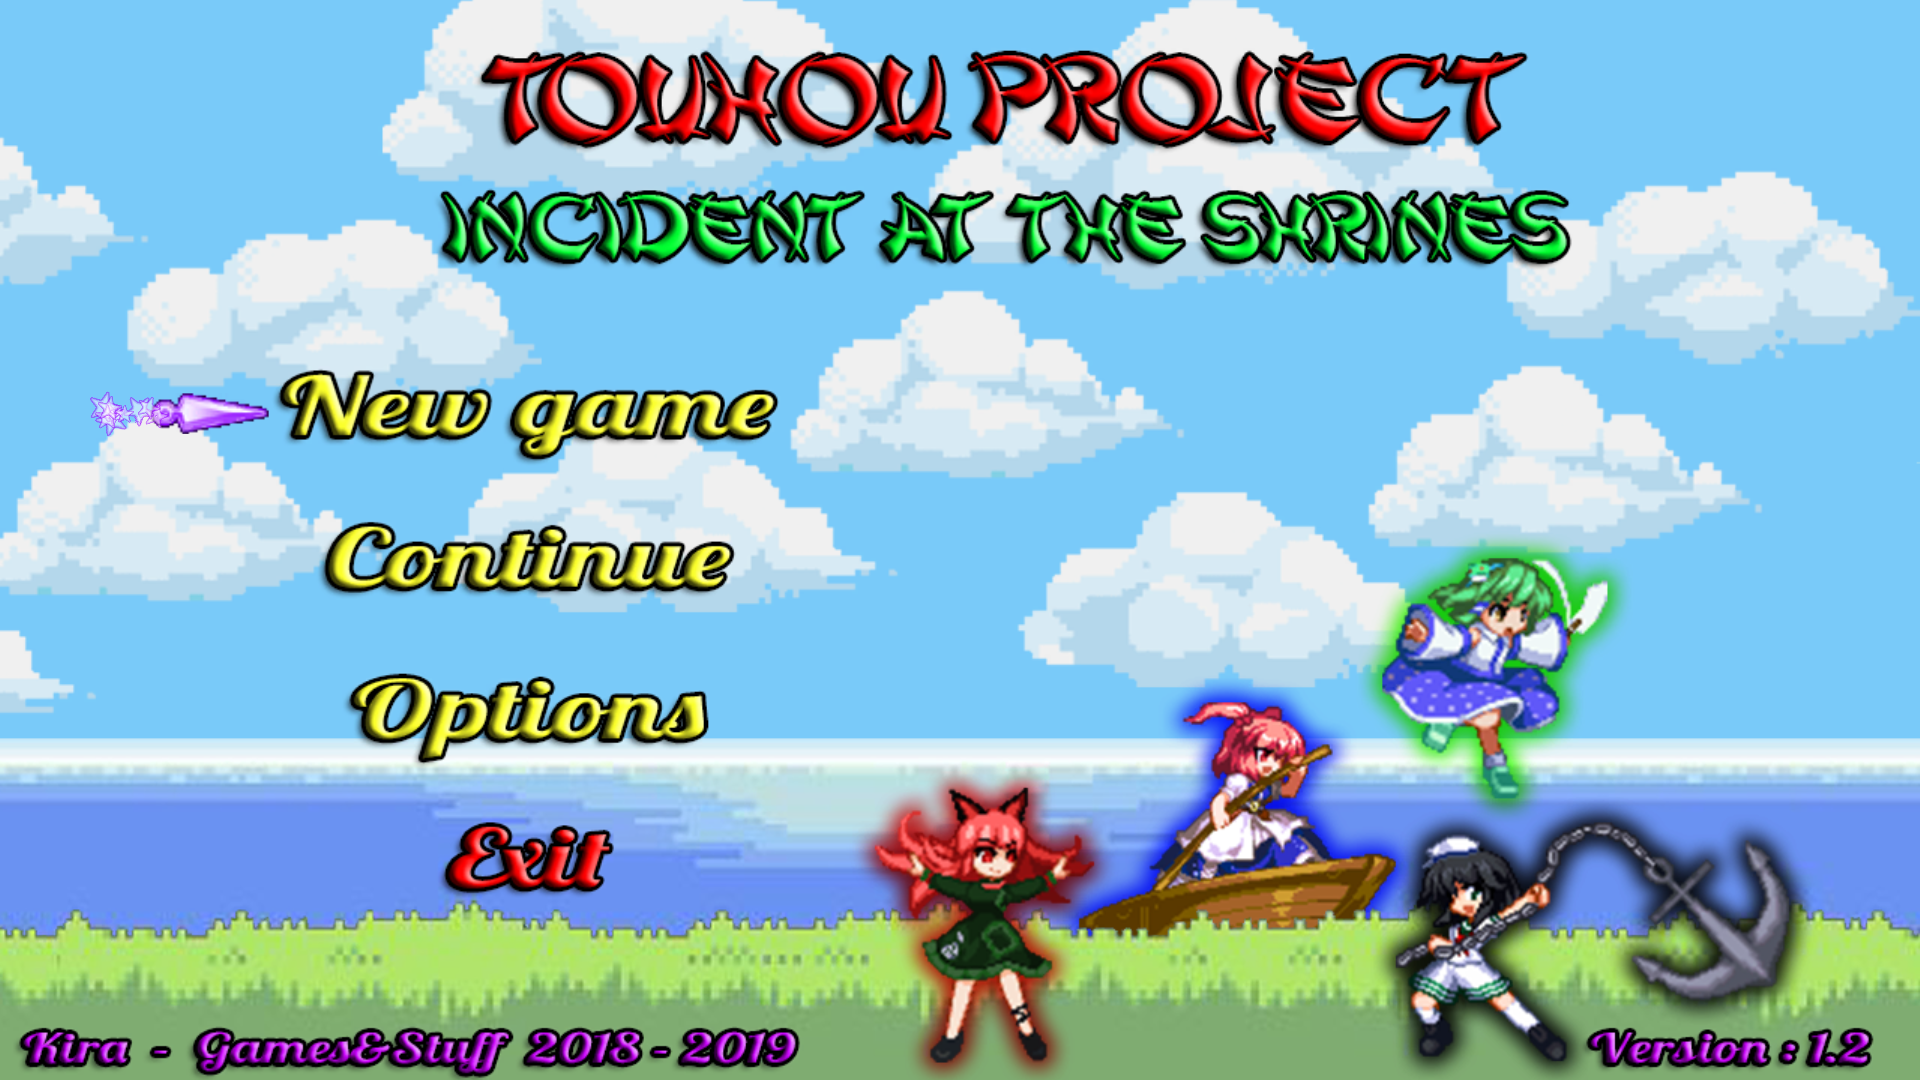 TOUHOU PROJECT
INCIDENT AT THE SHRINES
New game
Continue
Options
Exit
Kira - Games&Stuff 2018 - 2019
Version : 1.2